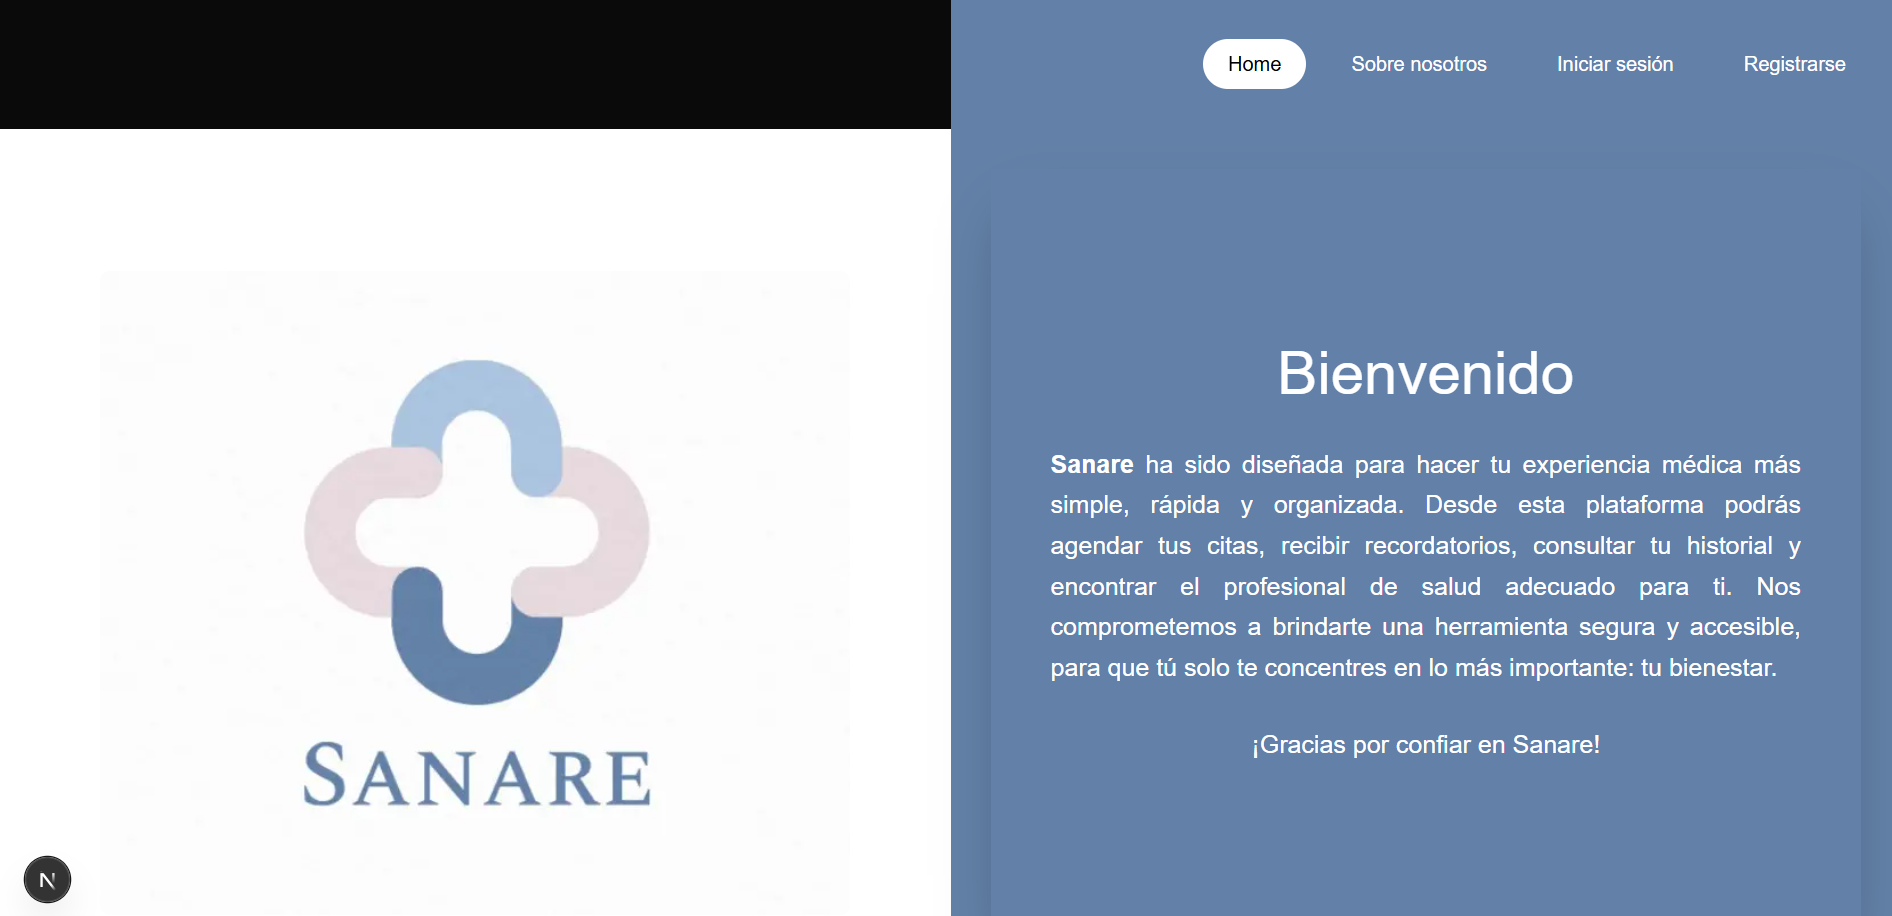 Home
Sobre nosotros
Iniciar sesión
Registrarse
SANARE
N
Bienvenido
Sanare ha sido diseñada para hacer tu experiencia médica más
simple, rápida y organizada. Desde esta plataforma podrás
agendar tus citas, recibir recordatorios, consultar tu historial y
encontrar el profesional de salud adecuado para ti. Nos
comprometemos a brindarte una herramienta segura y accesible,
para que tú solo te concentres en lo más importante: tu bienestar.
¡Gracias por confiar en Sanare!